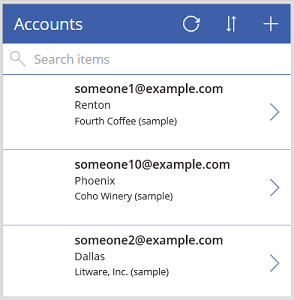 Accounts
Search items
someone1@example.com
Renton
Fourth Coffee (sample)
someone10@example.com
Phoenix
Coho Winery (sample)
someone2@example.com
Dallas
Litware, Inc. (sample)